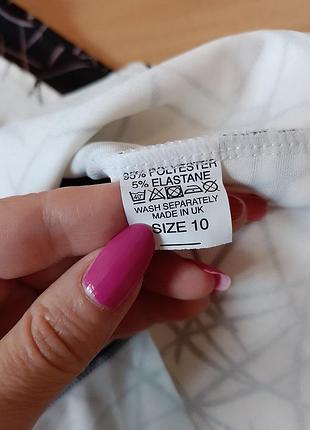 95% POLYESTER
5% ELASTANE
WASH SEPARATELY
MADE IN UK
SIZE 10